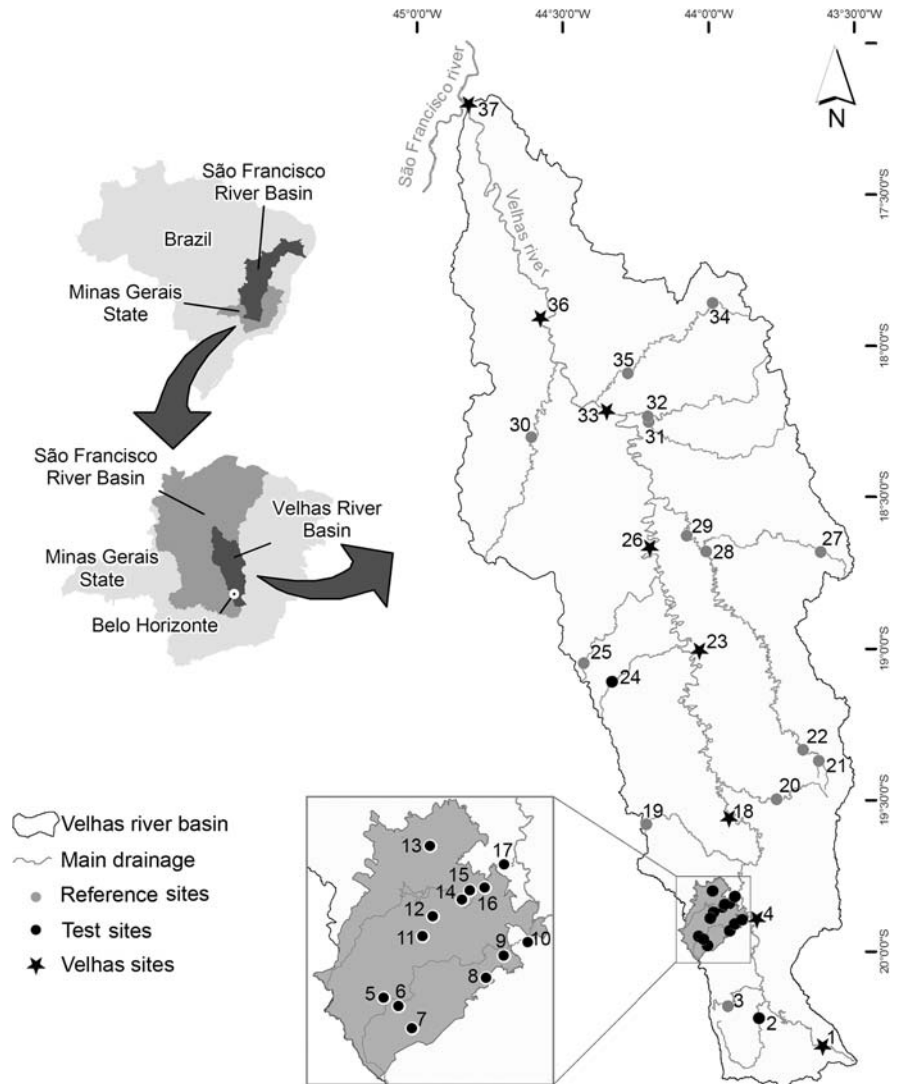 45°0'0"W 44°30'0"W 44°0'0"W 43°30'0"W
N
São Francisco river
37
Velhas river
17°30'0"S
São Francisco
River Basin
Brazil
Minas Gerais
State
36
34
18°0'0"S
35
33
32
31
30
São Francisco
River Basin
Velhas River
Basin
Minas Gerais
State
Belo Horizonte
18°30'0"S
26
29
28
27
23
19°0'0"S
25
24
22
21
20
19
18
19°30'0"S
Velhas river basin
Main drainage
Reference sites
Test sites
Velhas sites
13
17
15
14
16
12
11
9
10
8
5
6
7
4
20°0'0"S
3
2
1